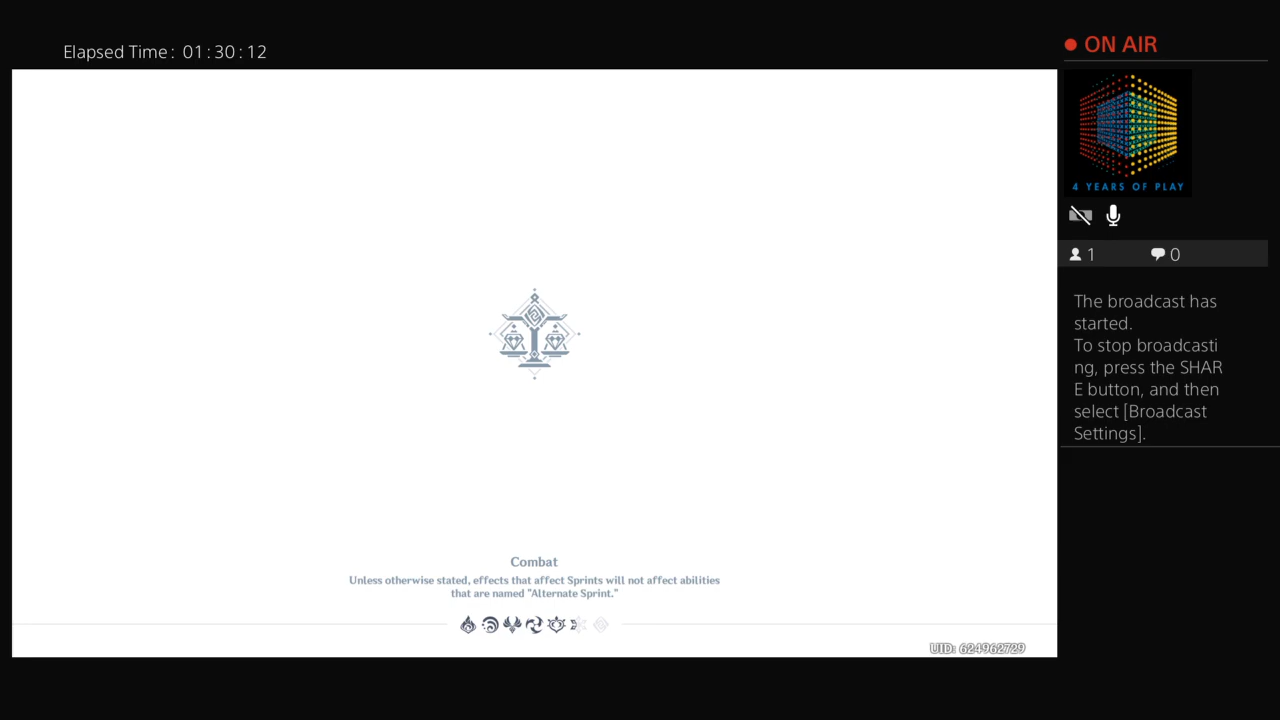 Elapsed Time: 01:30:12
ON AIR
4 YEARS OF PLAY
1 0
The broadcast has
started.
To stop broadcasti
ng, press the SHAR
E button, and then
select [Broadcast
Settings].
Combat
Unless otherwise stated, effects that affect Sprints will not affect abilities
that are named "Alternate Sprint."
UID: 624962729